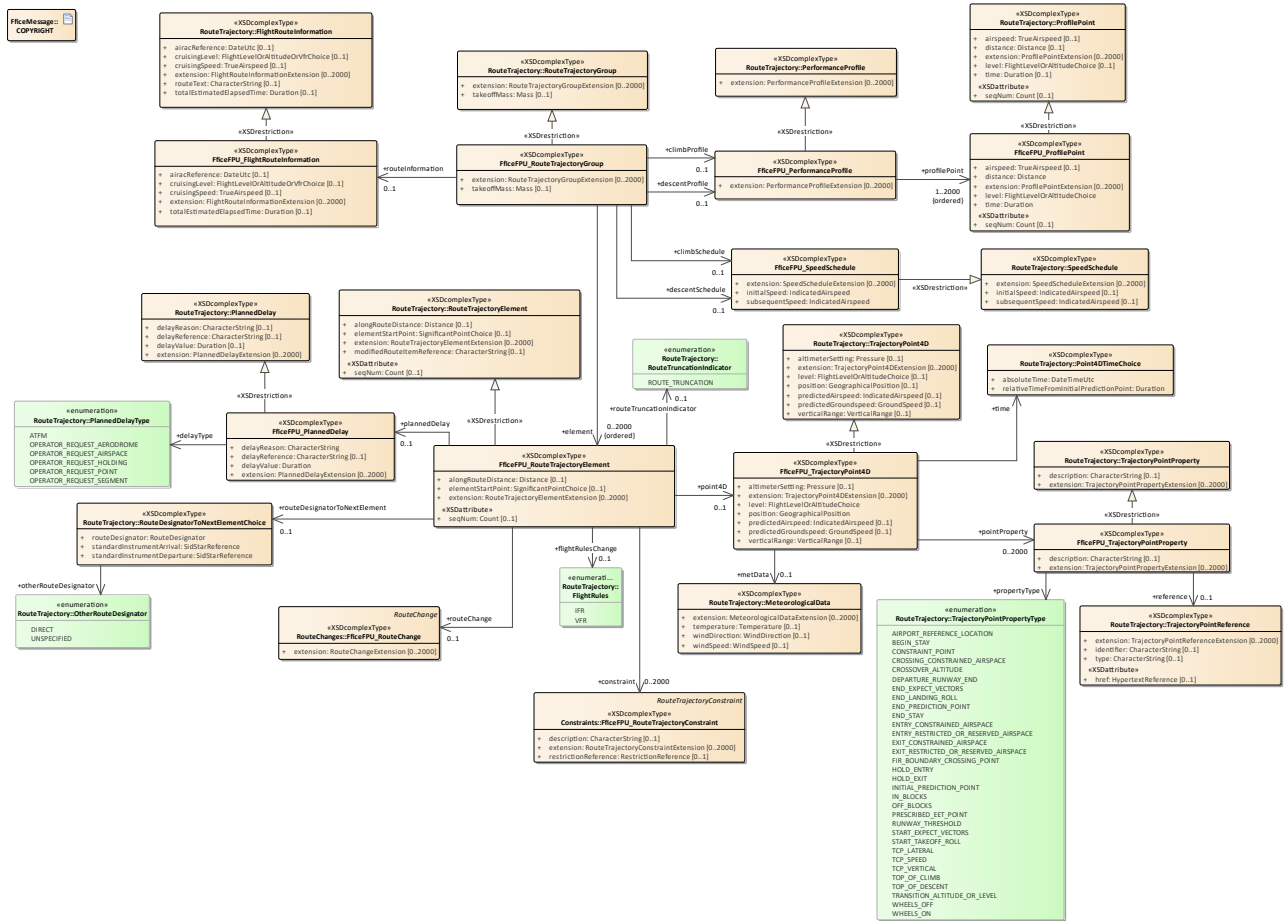 FficeMessage::
COPYRIGHT
«XSDcomplexType»
RouteTrajectory::FlightRouteInformation
+ airacReference: DateUtc [0..1]
+ cruisingLevel: FlightLevelOrAltitudeOrVfrChoice [0..1]
+ cruisingSpeed: TrueAirspeed [0..1]
+ extension: FlightRouteInformationExtension [0..2000]
+ routeText: CharacterString [0..1]
+ totalEstimatedElapsedTime: Duration [0..1]
«XSDcomplexType»
RouteTrajectory::RouteTrajectoryGroup
+ extension: RouteTrajectoryGroupExtension [0..2000]
+ takeoffMass: Mass [0..1]
«XSDcomplexType»
RouteTrajectory::PerformanceProfile
+ extension: PerformanceProfileExtension [0..2000]
«XSDcomplexType»
RouteTrajectory::ProfilePoint
+ airspeed: TrueAirspeed [0..1]
+ distance: Distance [0..1]
+ extension: ProfilePointExtension [0..2000]
+ level: FlightLevelOrAltitudeChoice [0..1]
+ time: Duration [0..1]
«XSDattribute»
+ seqNum: Count [0..1]
«XSDrestriction»
«XSDrestriction»
«XSDrestriction»
«XSDrestriction»
«XSDcomplexType»
FficeFPU_FlightRouteInformation
+ airacReference: DateUtc [0..1]
+ cruisingLevel: FlightLevelOrAltitudeOrVfrChoice [0..1]
+ cruisingSpeed: TrueAirspeed [0..1]
+ extension: FlightRouteInformationExtension [0..2000]
+ totalEstimatedElapsedTime: Duration [0..1]
+routeInformation
0..1
«XSDcomplexType»
FficeFPU_RouteTrajectoryGroup
+ extension: RouteTrajectoryGroupExtension [0..2000]
+ takeoffMass: Mass [0..1]
+climbProfile
0..1
+descentProfile
0..1
«XSDcomplexType»
FficeFPU_PerformanceProfile
+ extension: PerformanceProfileExtension [0..2000]
+profilePoint
1..2000
{ordered}
«XSDcomplexType»
FficeFPU_ProfilePoint
+ airspeed: TrueAirspeed [0..1]
+ distance: Distance
+ extension: ProfilePointExtension [0..2000]
+ level: FlightLevelOrAltitudeChoice
+ time: Duration
«XSDattribute»
+ seqNum: Count [0..1]
+climbSchedule
0..1
+descentSchedule
0..1
«XSDcomplexType»
FficeFPU_SpeedSchedule
+ extension: SpeedScheduleExtension [0..2000]
+ initialSpeed: IndicatedAirspeed
+ subsequentSpeed: IndicatedAirspeed
«XSDrestriction»
«XSDcomplexType»
RouteTrajectory::SpeedSchedule
+ extension: SpeedScheduleExtension [0..2000]
+ initialSpeed: IndicatedAirspeed [0..1]
+ subsequentSpeed: IndicatedAirspeed [0..1]
«XSDcomplexType»
RouteTrajectory::PlannedDelay
+ delayReason: CharacterString [0..1]
+ delayReference: CharacterString [0..1]
+ delayValue: Duration [0..1]
+ extension: PlannedDelayExtension [0..2000]
«XSDcomplexType»
RouteTrajectory::RouteTrajectoryElement
+ alongRouteDistance: Distance [0..1]
+ elementStartPoint: SignificantPointChoice [0..1]
+ extension: RouteTrajectoryElementExtension [0..2000]
+ modifiedRouteItemReference: CharacterString [0..1]
«XSDattribute»
+ seqNum: Count [0..1]
«enumeration»
RouteTrajectory::
RouteTruncationIndicator
ROUTE_TRUNCATION
0..1
+routeTruncationIndicator
«XSDcomplexType»
RouteTrajectory::TrajectoryPoint4D
+ altimeterSetting: Pressure [0..1]
+ extension: TrajectoryPoint4DExtension [0..2000]
+ level: FlightLevelOrAltitudeChoice [0..1]
+ position: GeographicalPosition [0..1]
+ predictedAirspeed: IndicatedAirspeed [0..1]
+ predictedGroundspeed: GroundSpeed [0..1]
+ verticalRange: VerticalRange [0..1]
«XSDcomplexType»
RouteTrajectory::Point4DTimeChoice
+ absoluteTime: DateTimeUtc
+ relativeTimeFromInitialPredictionPoint: Duration
+time
«XSDrestriction»
«XSDrestriction»
«XSDrestriction»
«enumeration»
RouteTrajectory::PlannedDelayType
ATFM
OPERATOR_REQUEST_AERODROME
OPERATOR_REQUEST_AIRSPACE
OPERATOR_REQUEST_HOLDING
OPERATOR_REQUEST_POINT
OPERATOR_REQUEST_SEGMENT
+delayType
«XSDcomplexType»
FficeFPU_PlannedDelay
+ delayReason: CharacterString
+ delayReference: CharacterString [0..1]
+ delayValue: Duration
+ extension: PlannedDelayExtension [0..2000]
+plannedDelay
0..1
+element
0..2000
{ordered}
«XSDcomplexType»
FficeFPU_RouteTrajectoryElement
+ alongRouteDistance: Distance [0..1]
+ elementStartPoint: SignificantPointChoice [0..1]
+ extension: RouteTrajectoryElementExtension [0..2000]
«XSDattribute»
+ seqNum: Count [0..1]
+point4D
0..1
«XSDcomplexType»
FficeFPU_TrajectoryPoint4D
+ altimeterSetting: Pressure [0..1]
+ extension: TrajectoryPoint4DExtension [0..2000]
+ level: FlightLevelOrAltitudeChoice
+ position: GeographicalPosition
+ predictedAirspeed: IndicatedAirspeed [0..1]
+ predictedGroundspeed: GroundSpeed [0..1]
+ verticalRange: VerticalRange [0..1]
«XSDcomplexType»
RouteTrajectory::TrajectoryPointProperty
+ description: CharacterString [0..1]
+ extension: TrajectoryPointPropertyExtension [0..2000]
«XSDrestriction»
+pointProperty
0..2000
«XSDcomplexType»
FficeFPU_TrajectoryPointProperty
+ description: CharacterString [0..1]
+ extension: TrajectoryPointPropertyExtension [0..2000]
«XSDcomplexType»
RouteTrajectory::RouteDesignatorToNextElementChoice
+ routeDesignator: RouteDesignator
+ standardInstrumentArrival: SidStarReference
+ standardInstrumentDeparture: SidStarReference
+routeDesignatorToNextElement
0..1
+otherRouteDesignator
«enumeration»
RouteTrajectory::OtherRouteDesignator
DIRECT
UNSPECIFIED
RouteChange
«XSDcomplexType»
RouteChanges::FficeFPU_RouteChange
+ extension: RouteChangeExtension [0..2000]
+routeChange
0..1
+flightRulesChange
0..1
«enumerati...
RouteTrajectory::
FlightRules
IFR
VFR
+metData
0..1
«XSDcomplexType»
RouteTrajectory::MeteorologicalData
+ extension: MeteorologicalDataExtension [0..2000]
+ temperature: Temperature [0..1]
+ windDirection: WindDirection [0..1]
+ windSpeed: WindSpeed [0..1]
+constraint
0..2000
RouteTrajectoryConstraint
«XSDcomplexType»
Constraints::FficeFPU_RouteTrajectoryConstraint
+ description: CharacterString [0..1]
+ extension: RouteTrajectoryConstraintExtension [0..2000]
+ restrictionReference: RestrictionReference [0..1]
+propertyType
«enumeration»
RouteTrajectory::TrajectoryPointPropertyType
AIRPORT_REFERENCE_LOCATION
BEGIN_STAY
CONSTRAINT_POINT
CROSSING_CONSTRAINED_AIRSPACE
CROSSOVER_ALTITUDE
DEPARTURE_RUNWAY_END
END_EXPECT_VECTORS
END_LANDING_ROLL
END_PREDICTION_POINT
END_STAY
ENTRY_CONSTRAINED_AIRSPACE
ENTRY_RESTRICTED_OR_RESERVED_AIRSPACE
EXIT_CONSTRAINED_AIRSPACE
EXIT_RESTRICTED_OR_RESERVED_AIRSPACE
FIR_BOUNDARY_CROSSING_POINT
HOLD_ENTRY
HOLD_EXIT
INITIAL_PREDICTION_POINT
IN_BLOCKS
OFF_BLOCKS
PRESCRIBED_EET_POINT
RUNWAY_THRESHOLD
START_EXPECT_VECTORS
START_TAKEOFF_ROLL
TCP_LATERAL
TCP_SPEED
TCP_VERTICAL
TOP_OF_CLIMB
TOP_OF_DESCENT
TRANSITION_ALTITUDE_OR_LEVEL
WHEELS_OFF
WHEELS_ON
+reference
0..1
«XSDcomplexType»
RouteTrajectory::TrajectoryPointReference
+ extension: TrajectoryPointReferenceExtension [0..2000]
+ identifier: CharacterString [0..1]
+ type: CharacterString [0..1]
«XSDattribute»
+ href: HypertextReference [0..1]